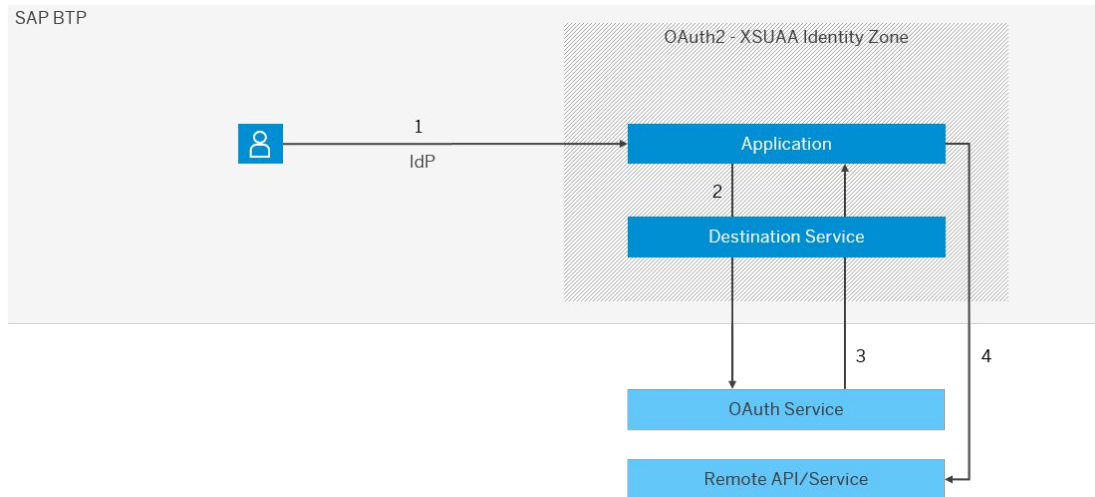 SAP BTP
OAuth2 - XSUAA Identity Zone
1
IdP
Application
2
Destination Service
3
4
OAuth Service
Remote API/Service